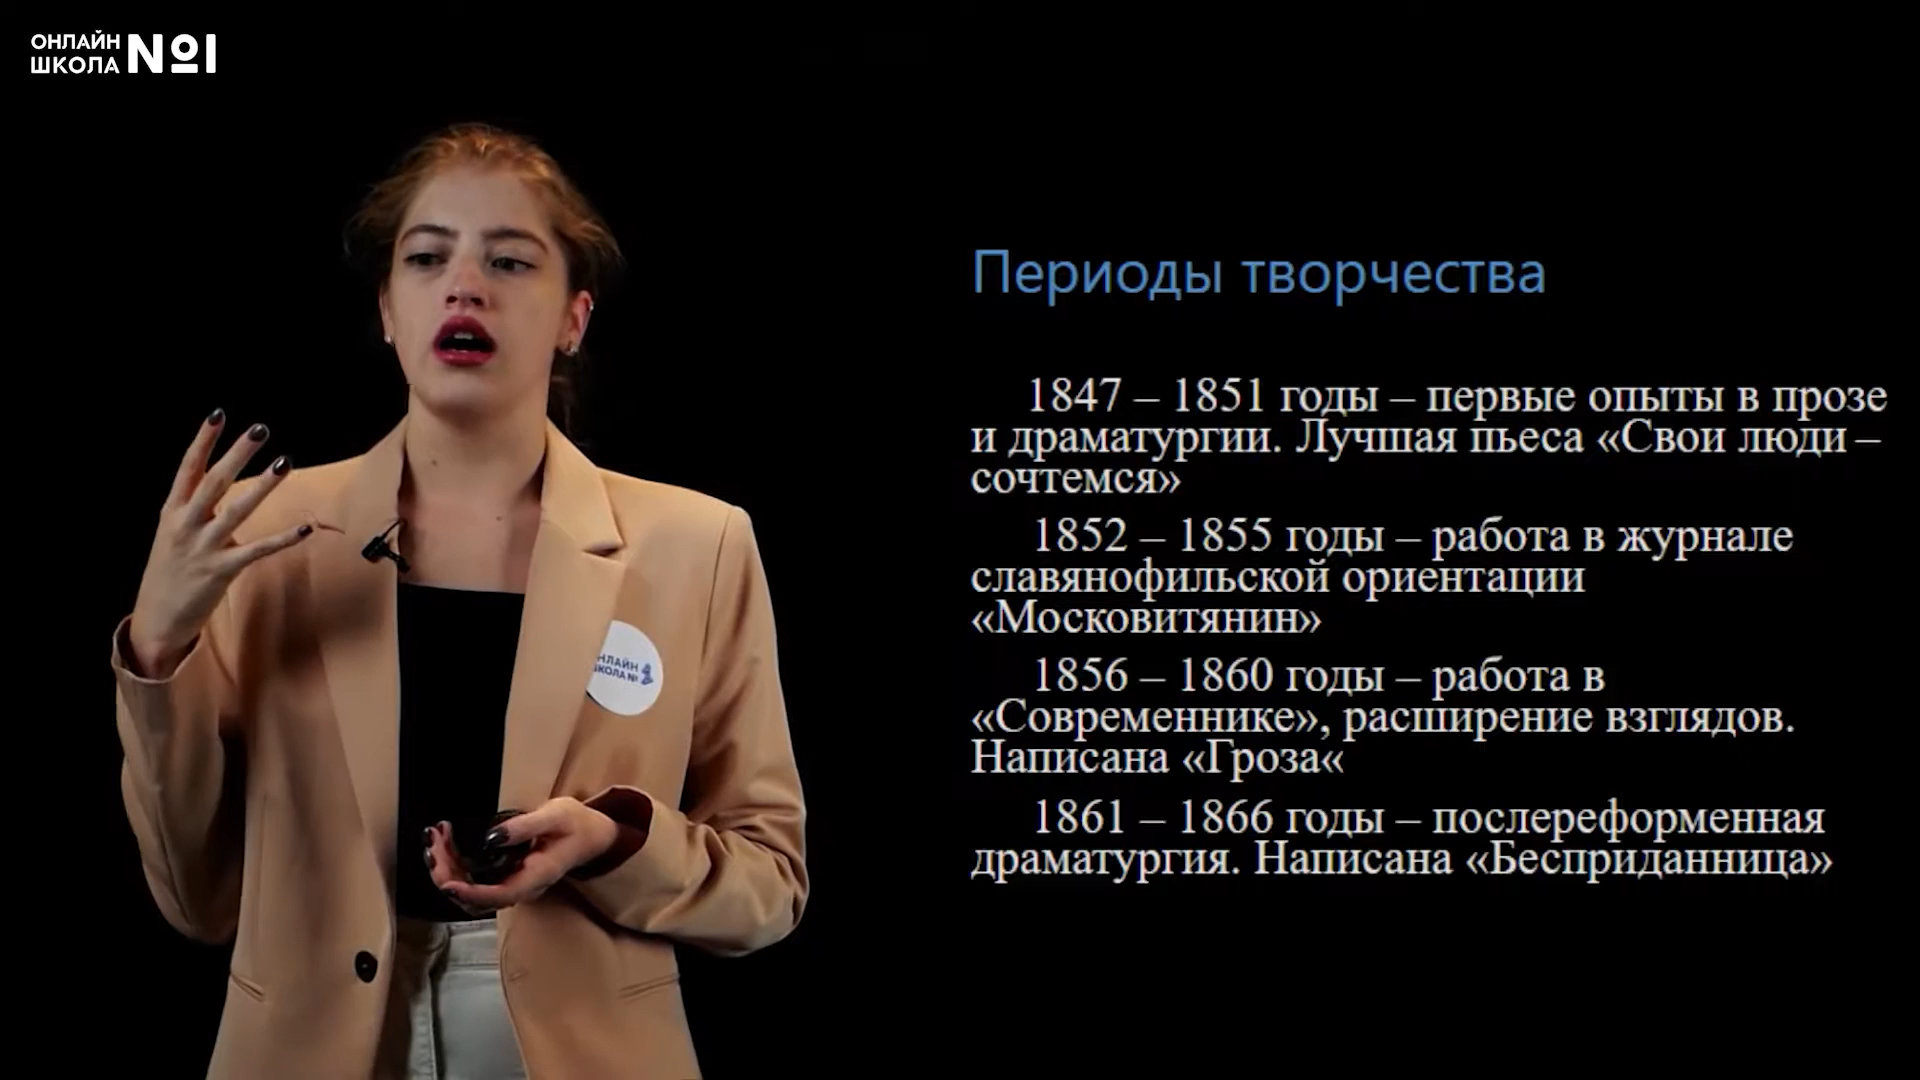 ОНЛАЙН
ШКОЛА №1
Периоды творчества
1847 – 1851 годы – первые опыты в прозе
и драматургии. Лучшая пьеса «Свои люди –
сочтемся»
1852 – 1855 годы – работа в журнале
славянофильской ориентации
«Московитянин»
1856 – 1860 годы – работа в
«Современнике», расширение взглядов.
Написана «Гроза«
1861 – 1866 годы – послереформенная
драматургия. Написана «Бесприданница»
НЛАЙН
ШКОЛА №